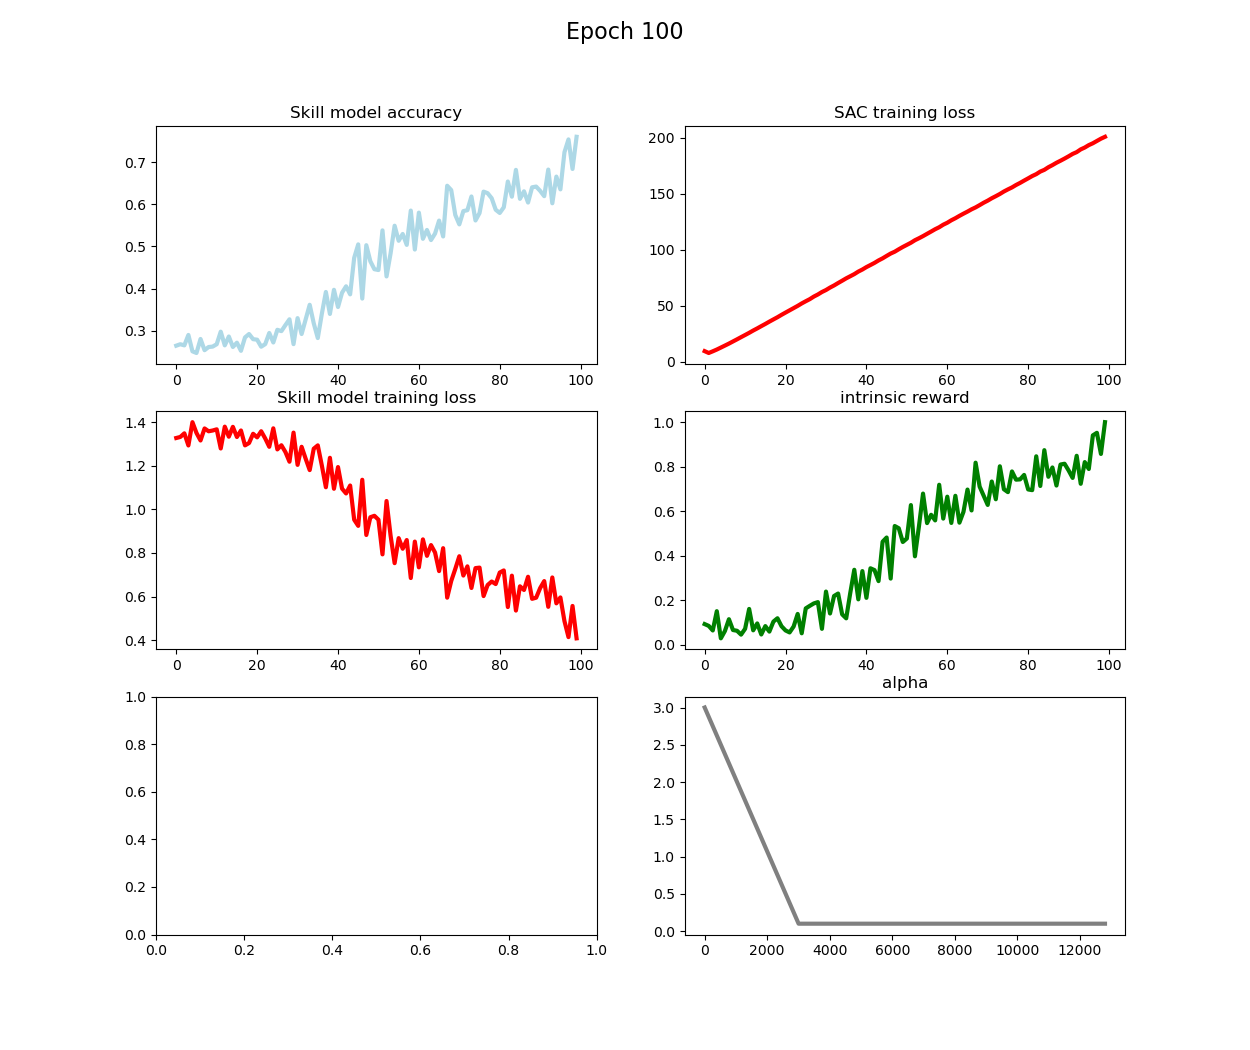 Epoch 100
Skill model accuracy
0.7
0.6
0.5
0.4
0.3
0 20 40 60 80 100
SAC training loss
200
150
100
50
0
0 20 40 60 80 100
Skill model training loss
1.4
1.2
1.0
0.8
0.6
0.4
0 20 40 60 80 100
intrinsic reward
1.0
0.8
0.6
0.4
0.2
0.0
0 20 40 60 80 100
1.0
0.8
0.6
0.4
0.2
0.0
0.0 0.2 0.4 0.6 0.8 1.0
alpha
3.0
2.5
2.0
1.5
1.0
0.5
0.0
0 2000 4000 6000 8000 10000 12000